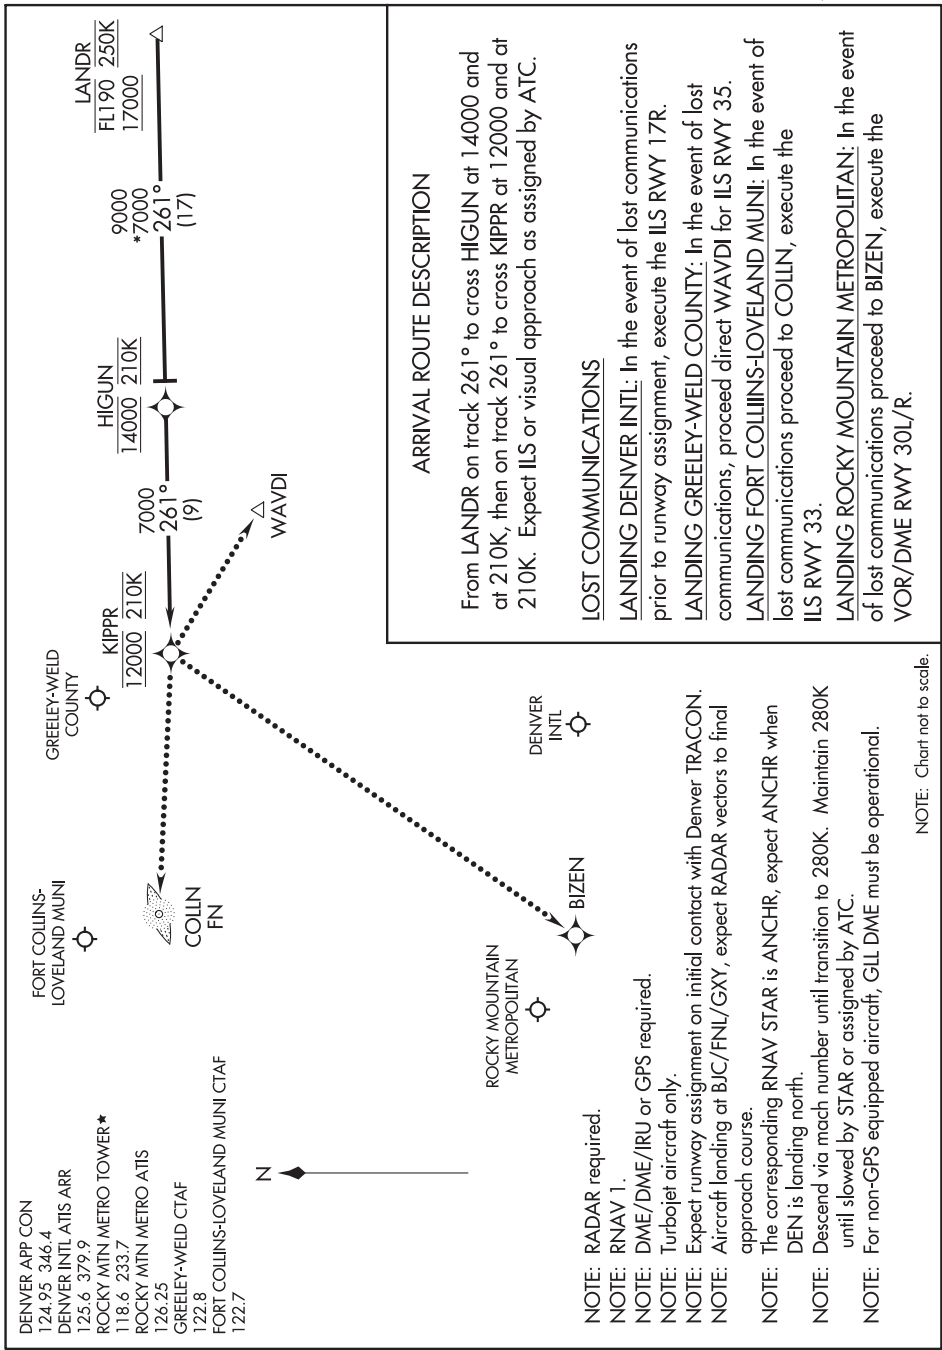 DENVER APP CON
124.95 346.4
DENVER INTL ATIS ARR
125.6 379.9
ROCKY MTN METRO TOWER★
118.6 233.7
ROCKY MTN METRO ATIS
126.25
GREELEY-WELD CTAF
122.8
FORT COLLINS-LOVELAND MUNI CTAF
122.7
FORT COLLINS-
LOVELAND MUNI
GREELEY-WELD
COUNTY
KIPPR
12000 210K
7000
261°
(9)
HIGUN
14000 210K
9000
*7000
261°
(17)
LANDR
FL190 250K
17000
COLLN
FN
WAVDI
N
ROCKY MOUNTAIN
METROPOLITAN
BIZEN
DENVER
INTL
NOTE: RADAR required.
NOTE: RNAV 1.
NOTE: DME/DME/IRU or GPS required.
NOTE: Turbojet aircraft only.
NOTE: Expect runway assignment on initial contact with Denver TRACON.
NOTE: Aircraft landing at BJC/FNL/GXY, expect RADAR vectors to final
approach course.
NOTE: The corresponding RNAV STAR is ANCHR, expect ANCHR when
DEN is landing north.
NOTE: Descend via mach number until transition to 280K. Maintain 280K
until slowed by STAR or assigned by ATC.
NOTE: For non-GPS equipped aircraft, GLL DME must be operational.
NOTE: Chart not to scale.
ARRIVAL ROUTE DESCRIPTION
From LANDR on track 261° to cross HIGUN at 14000 and
at 210K, then on track 261° to cross KIPPR at 12000 and at
210K. Expect ILS or visual approach as assigned by ATC.
LOST COMMUNICATIONS
LANDING DENVER INTL: In the event of lost communications
prior to runway assignment, execute the ILS RWY 17R.
LANDING GREELEY-WELD COUNTY: In the event of lost
communications, proceed direct WAVDI for ILS RWY 35.
LANDING FORT COLLIINS-LOVELAND MUNI: In the event of
lost communications proceed to COLLN, execute the
ILS RWY 33.
LANDING ROCKY MOUNTAIN METROPOLITAN: In the event
of lost communications proceed to BIZEN, execute the
VOR/DME RWY 30L/R.